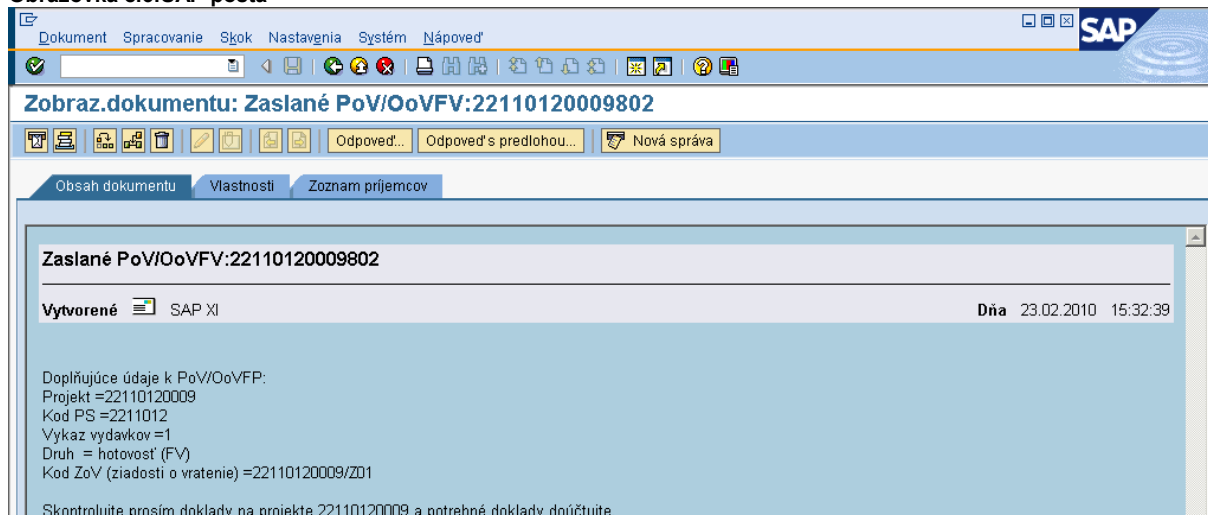 Obrazovka SAP pošta
Dokument Spracovanie Skok Nastavenia Systém Nápoveď
SAP
Zobraz.dokumentu: Zaslané PoV/OoVFV:22110120009802
Odpoveď... Odpoveď s predlohou... Nová správa
Obsah dokumentu Vlastnosti Zoznam príjemcov
Zaslané PoV/OoVFV:22110120009802
Vytvorené SAP XI Dňa 23.02.2010 15:32:39
Doplňujúce údaje k PoV/OoVFP:
Projekt =22110120009
Kod PS =2211012
Vykaz vydavkov =1
Druh = hotovosť (FV)
Kod ZoV (ziadosti o vratenie) =22110120009/Z01
Skontrolujte prosím doklady na projekte 22110120009 a potrebné doklady doúčtujte